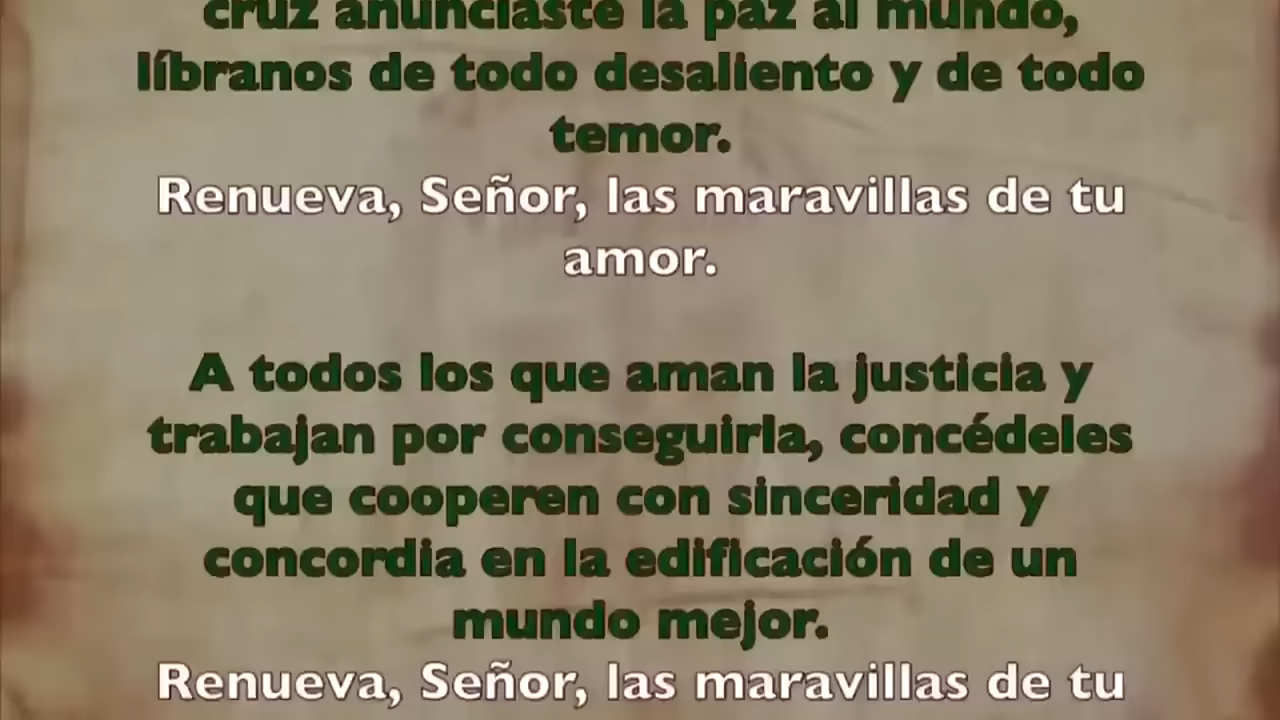 cruz anunciaste la paz al mundo,
líbranos de todo desaliento y de todo
temor.
Renueva, Señor, las maravillas de tu
amor.
A todos los que aman la justicia y
trabajan por conseguirla, concédeles
que cooperen con sinceridad y
concordia en la edificación de un
mundo mejor.
Renueva, Señor, las maravillas de tu